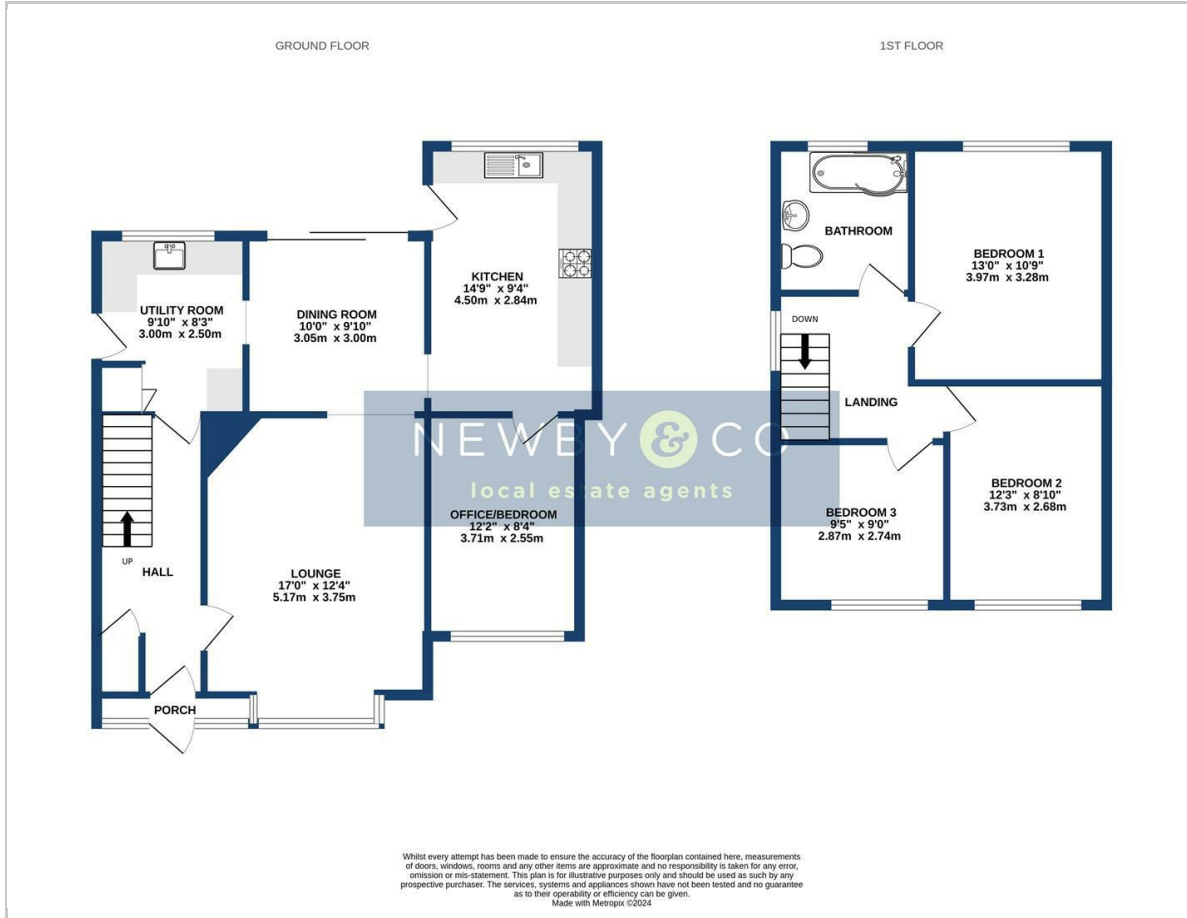 GROUND FLOOR
1ST FLOOR
KITCHEN
14'9" x 9'4"
4.50m x 2.84m
UTILITY ROOM
9'10" x 8'3"
3.00m x 2.50m
DINING ROOM
10'0" x 9'10"
3.05m x 3.00m
BATHROOM
BEDROOM 1
13'0" x 10'9"
3.97m x 3.28m
DOWN
LANDING
NEWBY & CO
local estate agents
OFFICE/BEDROOM
12'2" x 8'4"
3.71m x 2.55m
BEDROOM 2
12'3" x 8'10"
3.73m x 2.68m
BEDROOM 3
9'5" x 9'0"
2.87m x 2.74m
UP
HALL
LOUNGE
17'0" x 12'4"
5.17m x 3.75m
PORCH
Whilst every attempt has been made to ensure the accuracy of the floorplan contained here, measurements
of doors, windows, rooms and any other items are approximate and no responsibility is taken for any error,
omission or mis-statement. This plan is for illustrative purposes only and should be used as such by any
prospective purchaser. The services, systems and appliances shown have not been tested and no guarantee
as to their operability or efficiency can be given.
Made with Metropix ©2024